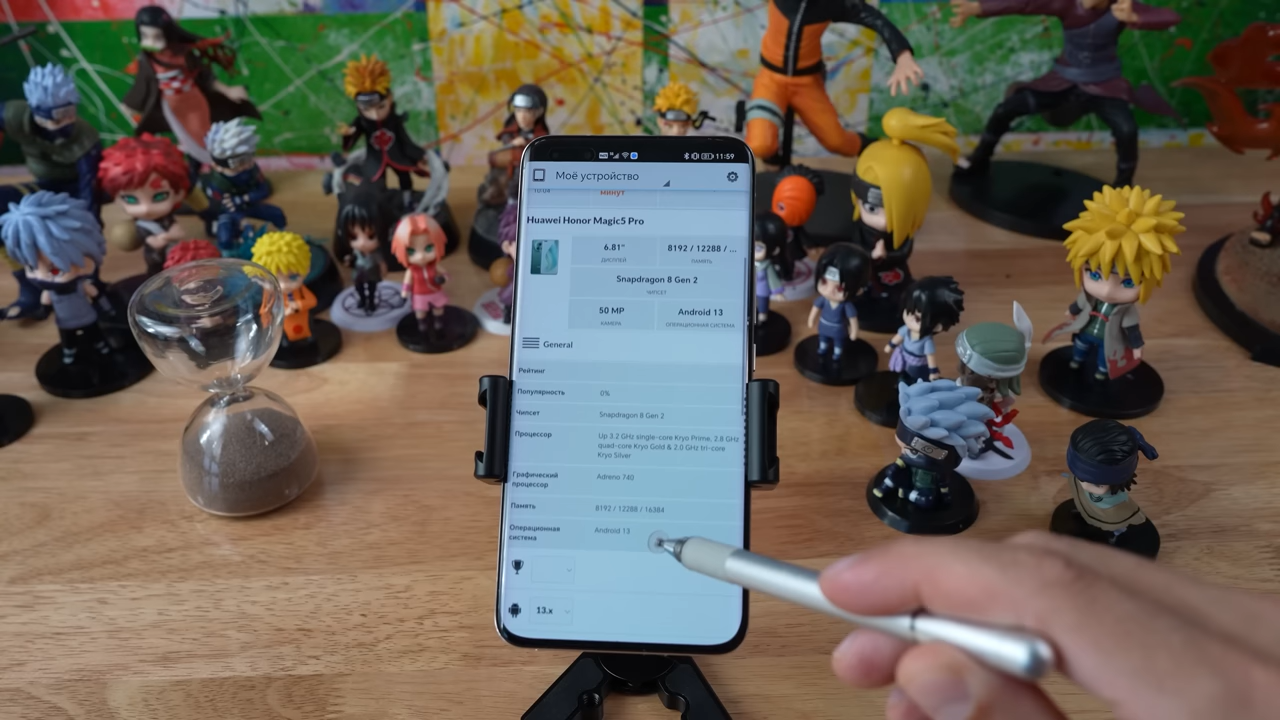 11:59
Моё устройство
10:04
минут
Huawei Honor Magic5 Pro
6.81"
ДИСПЛЕЙ
8192 / 12288 / ...
ПАМЯТЬ
Snapdragon 8 Gen 2
ЧИПСЕТ
50 MP
КАМЕРА
Android 13
ОПЕРАЦИОННАЯ СИСТЕМА
General
Рейтинг
Популярность 0%
Чипсет Snapdragon 8 Gen 2
Процессор Up 3.2 GHz single-core Kryo Prime, 2.8 GHz
quad-core Kryo Gold & 2.0 GHz tri-core
Kryo Silver
Графический
процессор Adreno 740
Память 8192 / 12288 / 16384
Операционная
система Android 13
13.x